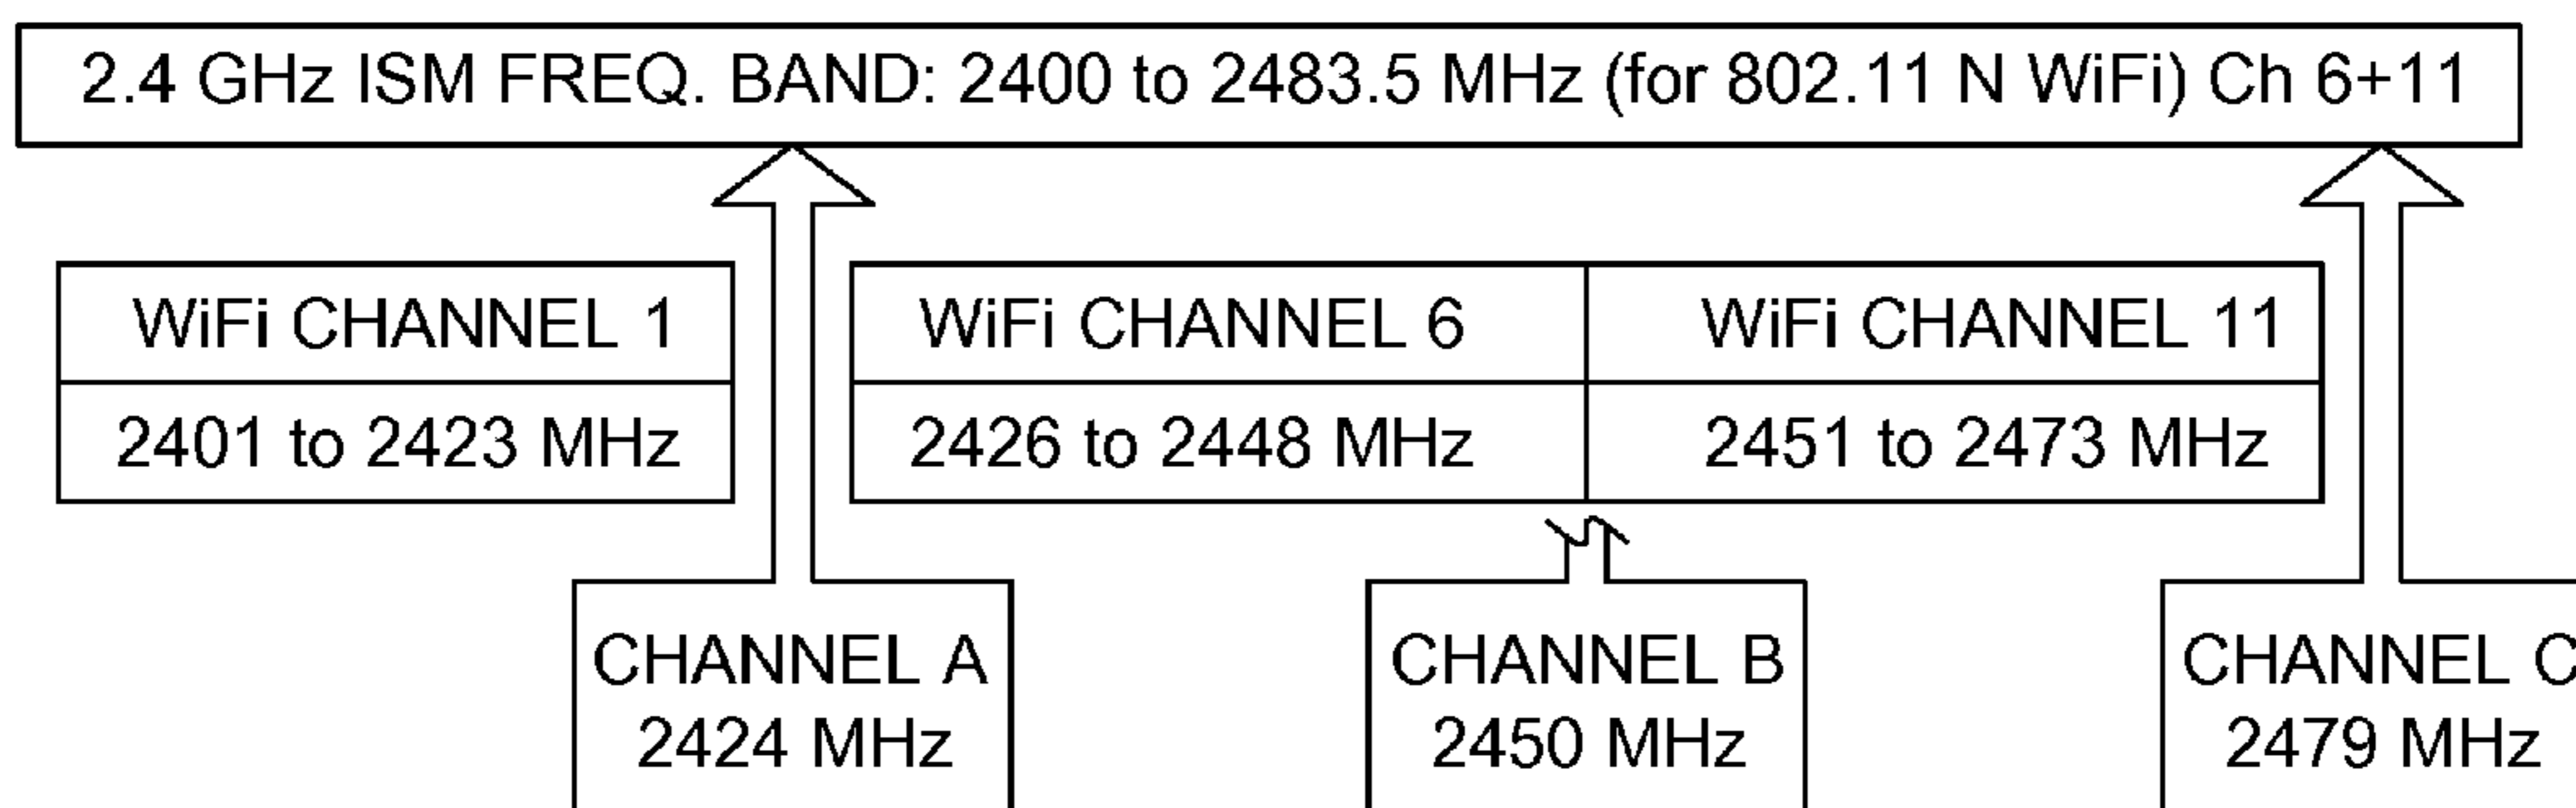 2.4 GHz ISM FREQ. BAND: 2400 to 2483.5 MHz (for 802.11 N WiFi) Ch 6+11
WiFi CHANNEL 1
2401 to 2423 MHz
WiFi CHANNEL 6
2426 to 2448 MHz
WiFi CHANNEL 11
2451 to 2473 MHz
CHANNEL A
2424 MHz
CHANNEL B
2450 MHz
CHANNEL C
2479 MHz